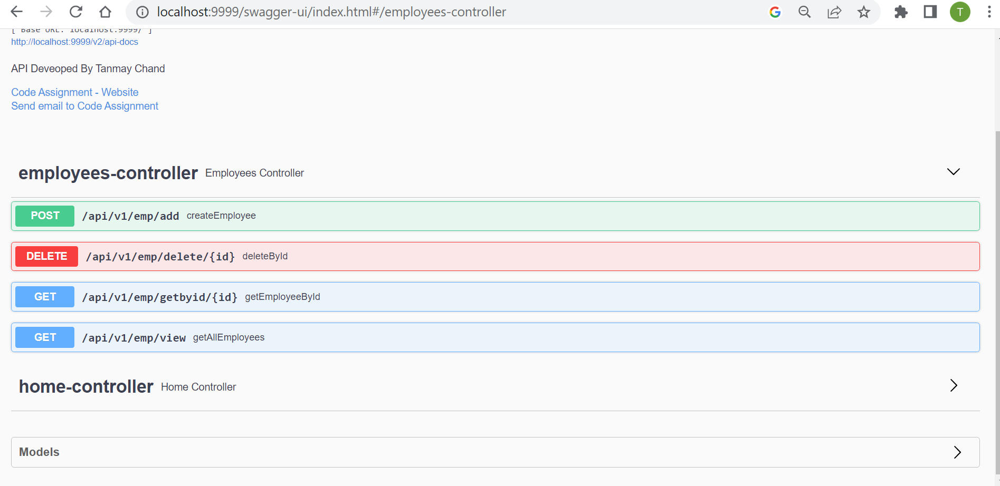 localhost:9999/swagger-ui/index.html#/employees-controller
T
[ Base URL: localhost:9999/ ]
http://localhost:9999/v2/api-docs
API Deveoped By Tanmay Chand
Code Assignment - Website
Send email to Code Assignment
employees-controller Employees Controller
POST /api/v1/emp/add createEmployee
DELETE /api/v1/emp/delete/{id} deleteById
GET /api/v1/emp/getbyid/{id} getEmployeeById
GET /api/v1/emp/view getAllEmployees
home-controller Home Controller
Models